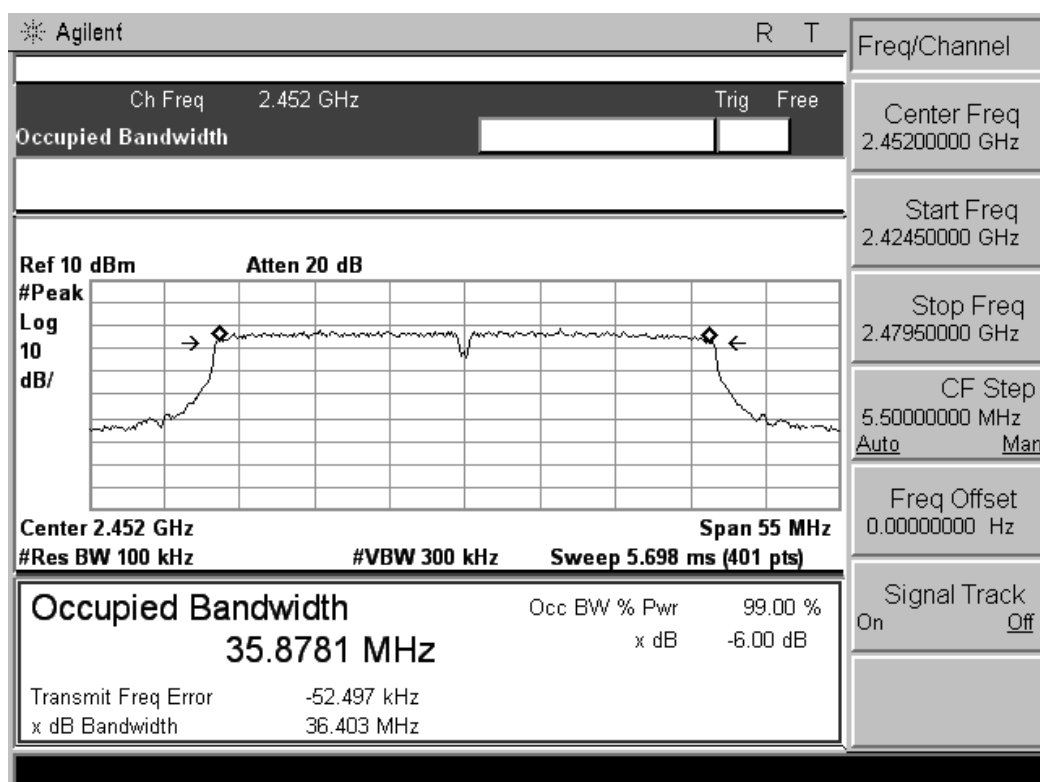 Agilent R T
Ch Freq 2.452 GHz Trig Free
Occupied Bandwidth
Ref 10 dBm Atten 20 dB
#Peak
Log
10
dB/
Center 2.452 GHz Span 55 MHz
#Res BW 100 kHz #VBW 300 kHz Sweep 5.698 ms (401 pts)
Occupied Bandwidth
35.8781 MHz
Occ BW % Pwr 99.00 %
x dB -6.00 dB
Transmit Freq Error -52.497 kHz
x dB Bandwidth 36.403 MHz
Freq/Channel
Center Freq
2.45200000 GHz
Start Freq
2.42450000 GHz
Stop Freq
2.47950000 GHz
CF Step
5.50000000 MHz
Auto Man
Freq Offset
0.00000000 Hz
Signal Track
On Off